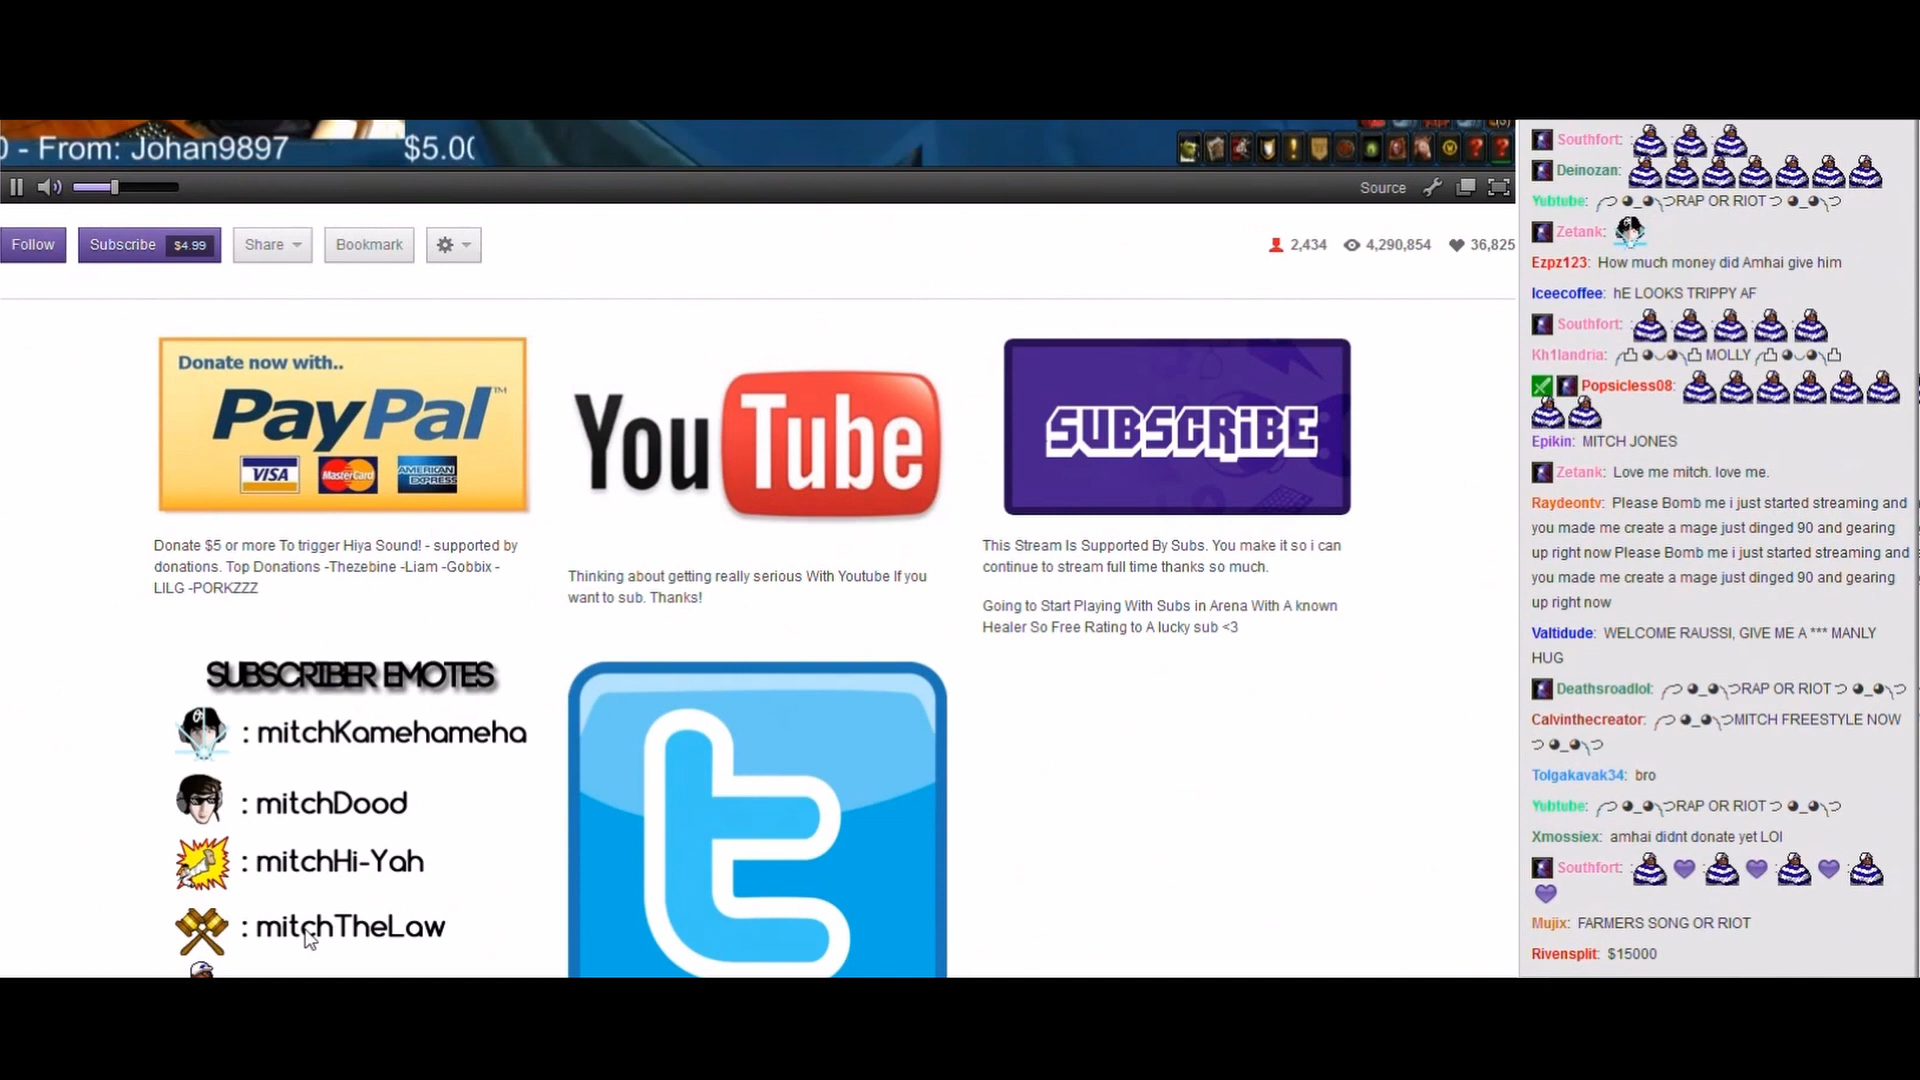 0 - From: Johan9897 $5.00
Source
Follow Subscribe $4.99 Share Bookmark
2,434 4,290,854 36,825
Donate now with..
PayPal™
VISA MasterCard AMERICAN EXPRESS
YouTube
SUBSCRIBE
Donate $5 or more To trigger Hiya Sound! - supported by
donations. Top Donations -Thezebine -Liam -Gobbix -
LILG -PORKZZZ
Thinking about getting really serious With Youtube If you
want to sub. Thanks!
This Stream Is Supported By Subs. You make it so i can
continue to stream full time thanks so much.
Going to Start Playing With Subs in Arena With A known
Healer So Free Rating to A lucky sub <3
SUBSCRIBER EMOTES
: mitchKamehameha
: mitchDood
: mitchHi-Yah
: mitchTheLaw
t
Southfort:
Deinozan:
Yubtube: RAP OR RIOT
Zetank:
Ezpz123: How much money did Amhai give him
Iceecoffee: hE LOOKS TRIPPY AF
Southfort:
Kh1landria: MOLLY
Popsicless08:
Epikin: MITCH JONES
Zetank: Love me mitch. love me.
Raydeontv: Please Bomb me i just started streaming and
you made me create a mage just dinged 90 and gearing
up right now Please Bomb me i just started streaming and
you made me create a mage just dinged 90 and gearing
up right now
Valtidude: WELCOME RAUSSI, GIVE ME A *** MANLY
HUG
Deathsroadlol: RAP OR RIOT
Calvinthecreator: MITCH FREESTYLE NOW
Tolgakavak34: bro
Yubtube: RAP OR RIOT
Xmossiex: amhai didnt donate yet LOl
Southfort:
Mujix: FARMERS SONG OR RIOT
Rivensplit: $15000